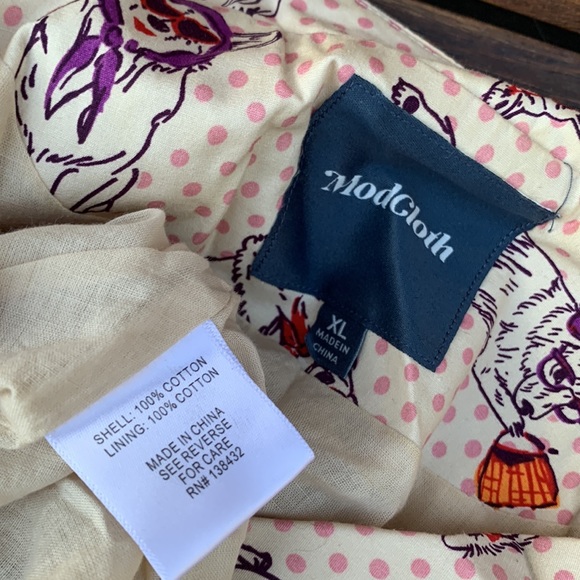 ModCloth
XL
MADE IN
CHINA
SHELL: 100% COTTON
LINING: 100% COTTON
MADE IN CHINA
SEE REVERSE
FOR CARE
RN# 138432